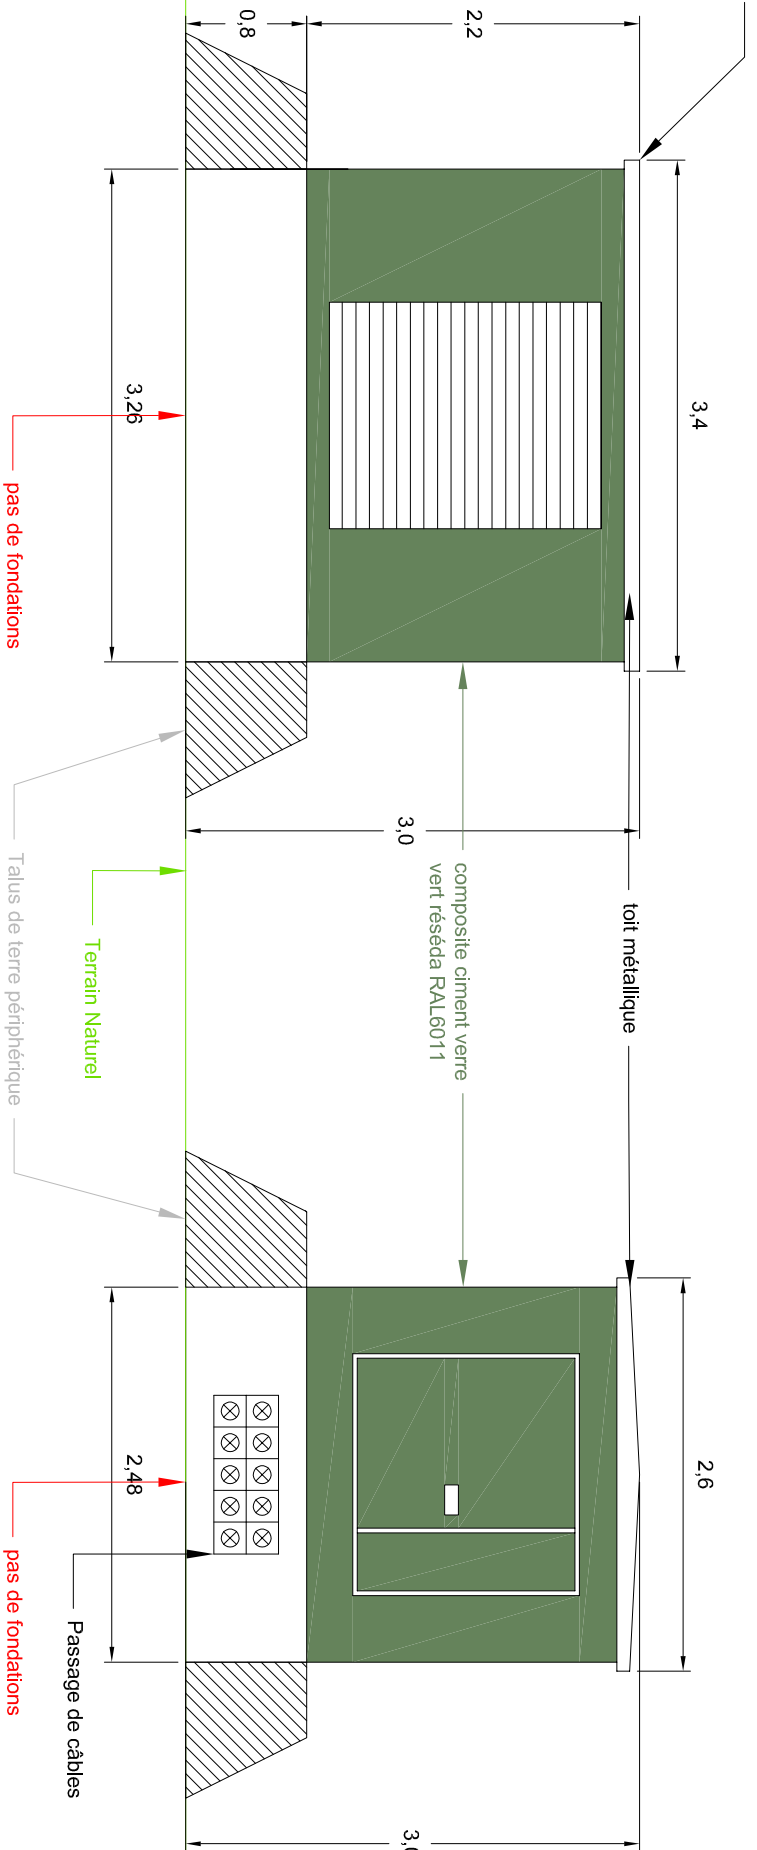 2,2
0,8
3,4
3,26
pas de fondations
3,0
composite ciment verre
vert réséda RAL6011
toit métallique
Terrain Naturel
Talus de terre périphérique
2,6
2,48
pas de fondations
Passage de câbles